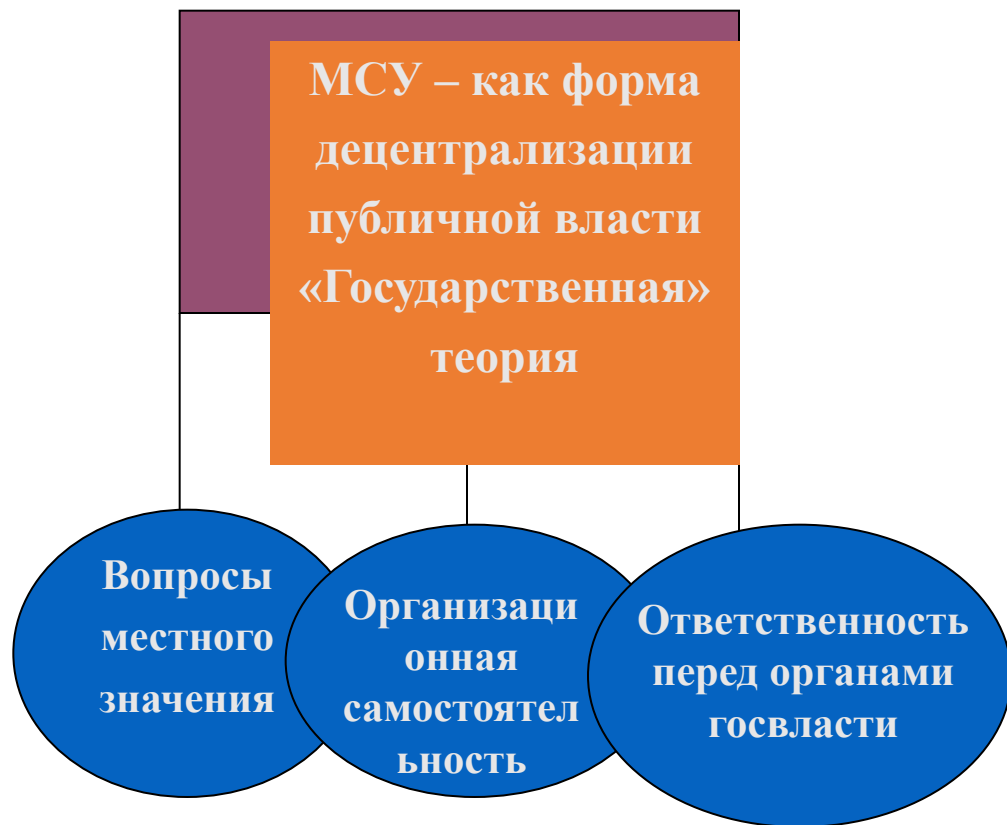 МСУ – как форма
децентрализации
публичной власти
«Государственная»
теория
Вопросы
местного
значения
Организаци
онная
самостоятел
ьность
Ответственность
перед органами
госвласти